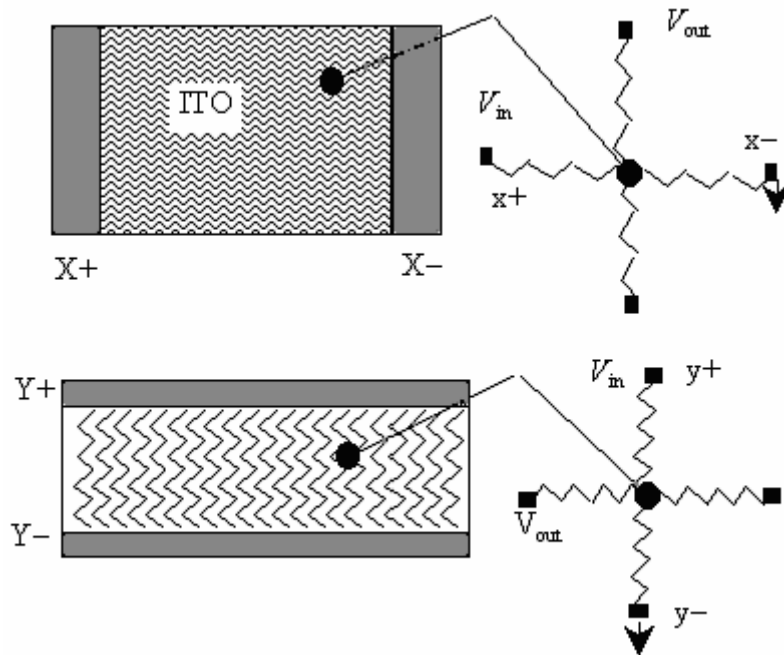 V_out
ITO
V_in
x-
x+
X+
X-
Y+
V_in
y+
Y-
V_out
y-